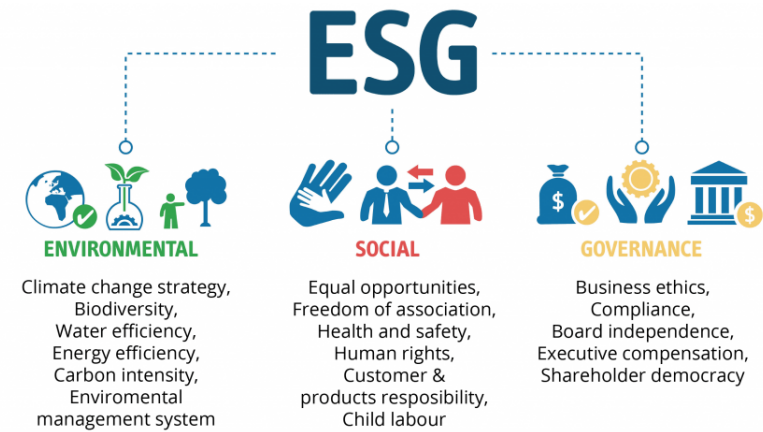 ESG
ENVIRONMENTAL
Climate change strategy,
Biodiversity,
Water efficiency,
Energy efficiency,
Carbon intensity,
Enviromental
management system
SOCIAL
Equal opportunities,
Freedom of association,
Health and safety,
Human rights,
Customer &
products resposibility,
Child labour
$
$
GOVERNANCE
Business ethics,
Compliance,
Board independence,
Executive compensation,
Shareholder democracy